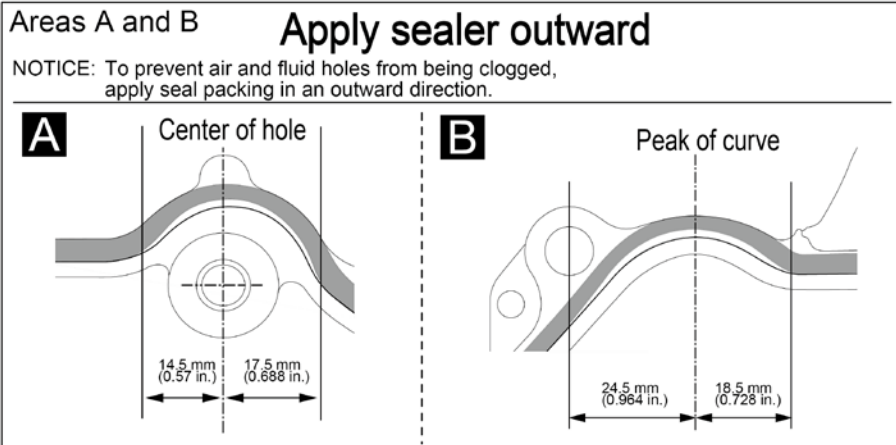 Areas A and B
Apply sealer outward
NOTICE: To prevent air and fluid holes from being clogged,
apply seal packing in an outward direction.
A
Center of hole
14.5 mm
(0.57 in.)
17.5 mm
(0.688 in.)
B
Peak of curve
24.5 mm
(0.964 in.)
18.5 mm
(0.728 in.)